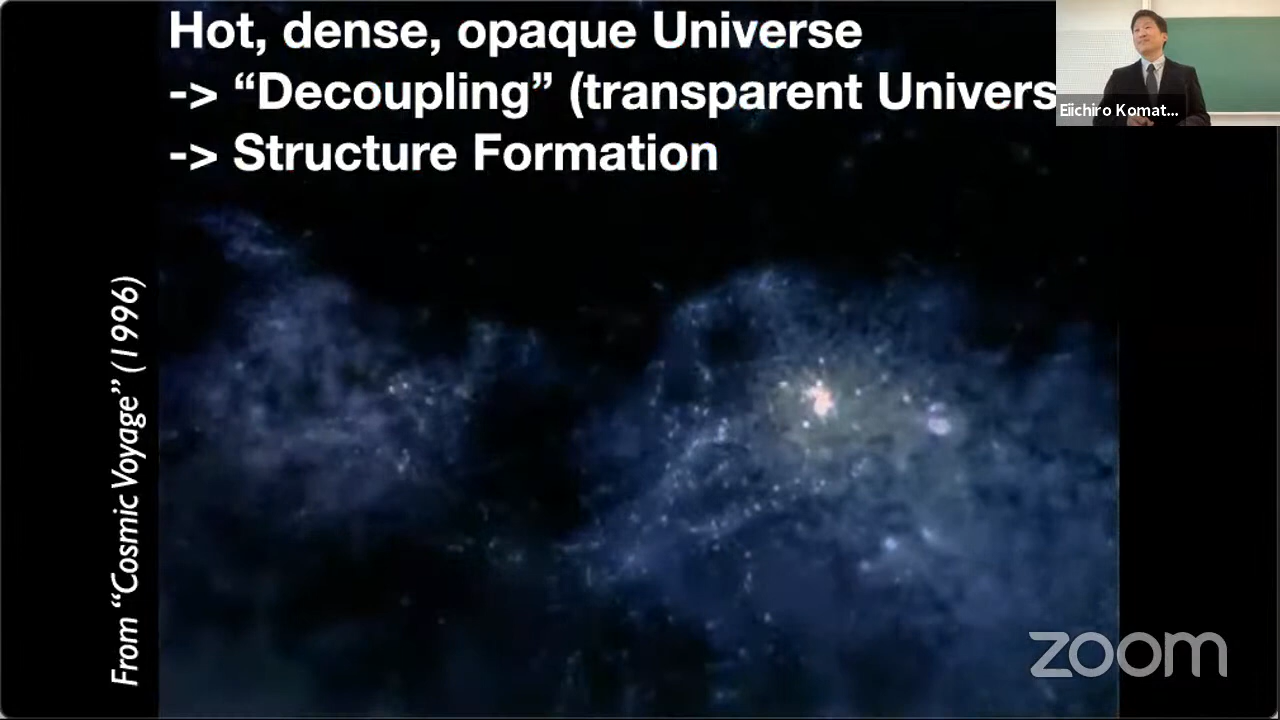 Hot, dense, opaque Universe
-> “Decoupling” (transparent Univers
-> Structure Formation
Eiichiro Komat...
From “Cosmic Voyage” (1996)
zoom